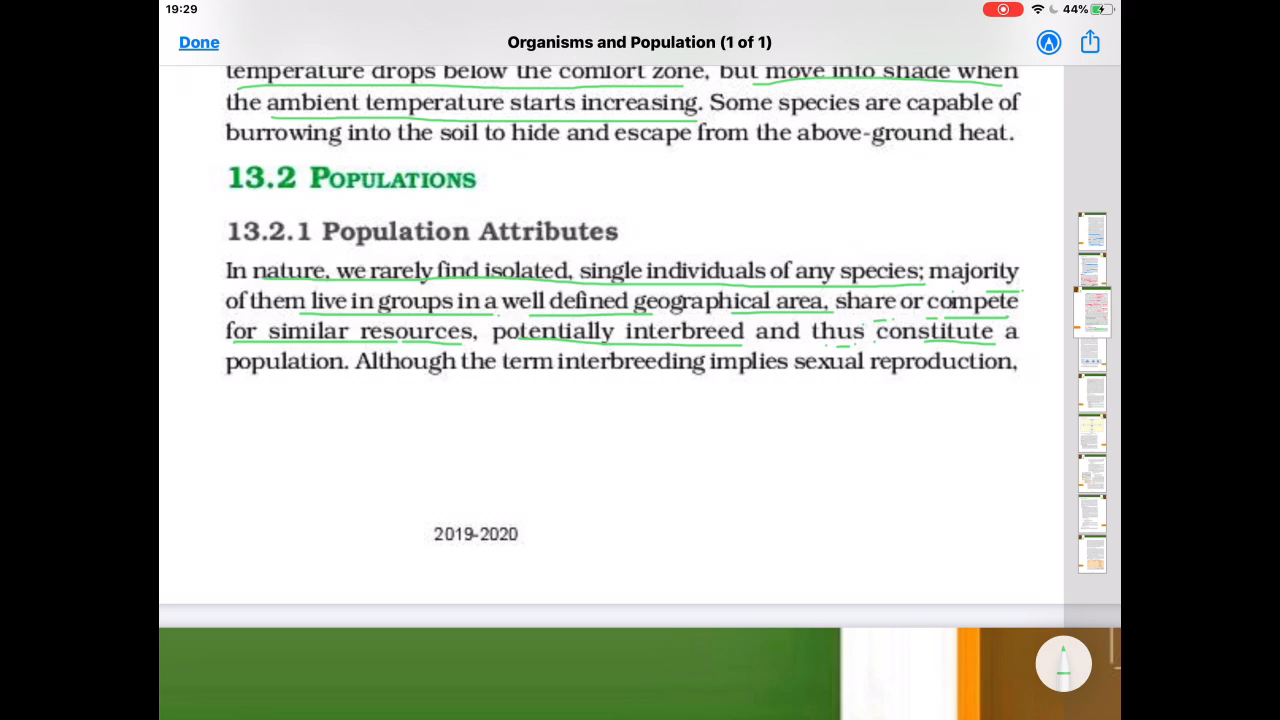 19:29
44%
Done
Organisms and Population (1 of 1)
temperature drops below the comfort zone, but move into shade when
the ambient temperature starts increasing. Some species are capable of
burrowing into the soil to hide and escape from the above-ground heat.
13.2 POPULATIONS
13.2.1 Population Attributes
In nature, we rarely find isolated, single individuals of any species; majority
of them live in groups in a well defined geographical area, share or compete
for similar resources, potentially interbreed and thus constitute a
population. Although the term interbreeding implies sexual reproduction,
2019-2020